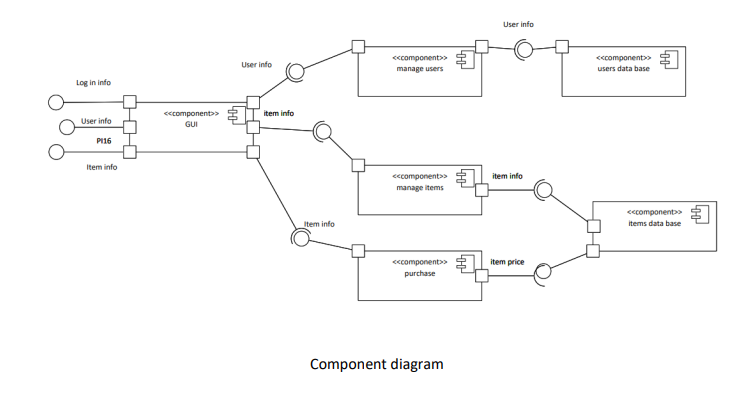 User info
User info
<<component>>
manage users
<<component>>
users data base
Log in info
<<component>>
GUI
item info
User info
PI16
Item info
<<component>>
manage items
item info
<<component>>
items data base
Item info
<<component>>
purchase
item price
Component diagram